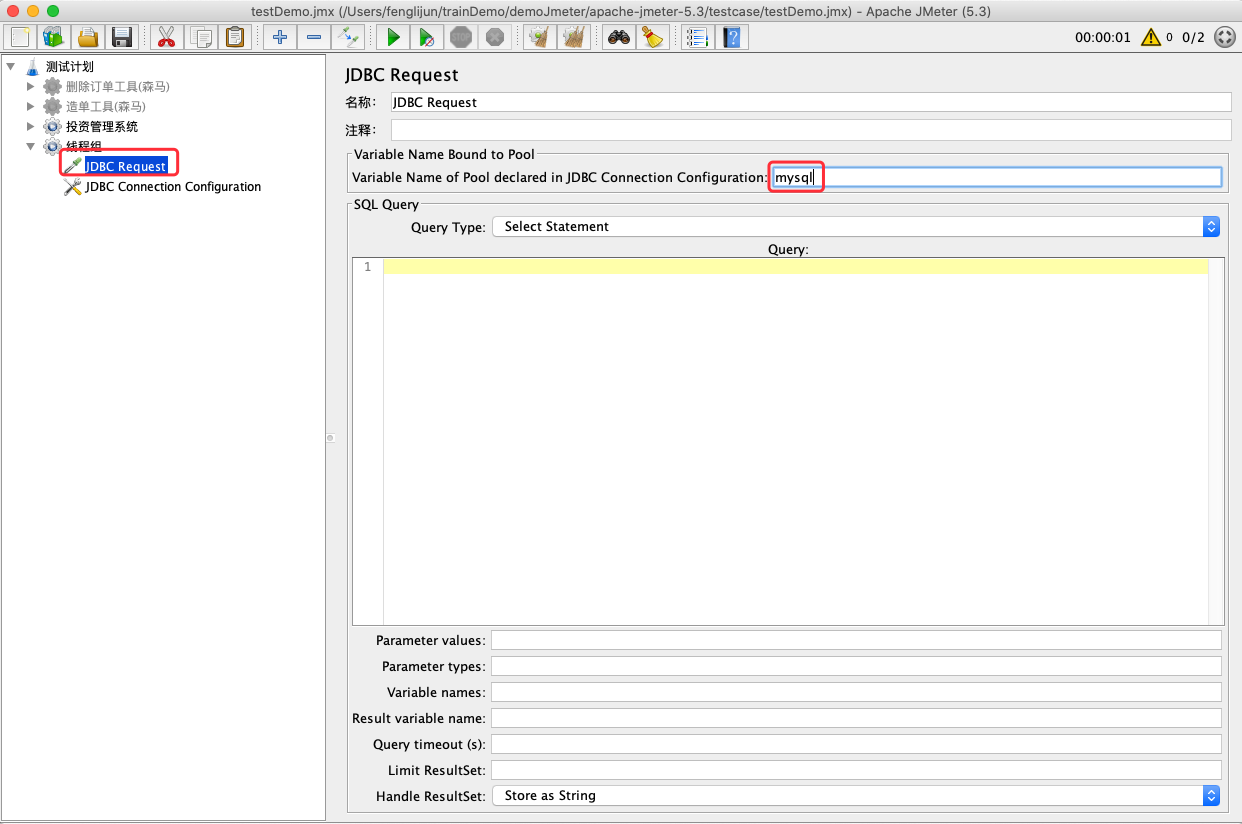 testDemo.jmx (/Users/fenglijun/trainDemo/demoJmeter/apache-jmeter-5.3/testcase/testDemo.jmx) - Apache JMeter (5.3)
STOP
00:00:01 0 0/2
测试计划
删除订单工具(森马)
造单工具(森马)
投资管理系统
线程组
JDBC Request
JDBC Connection Configuration
JDBC Request
名称: JDBC Request
注释:
Variable Name Bound to Pool
Variable Name of Pool declared in JDBC Connection Configuration: mysql
SQL Query
Query Type: Select Statement
Query:
1
Parameter values:
Parameter types:
Variable names:
Result variable name:
Query timeout (s):
Limit ResultSet:
Handle ResultSet: Store as String